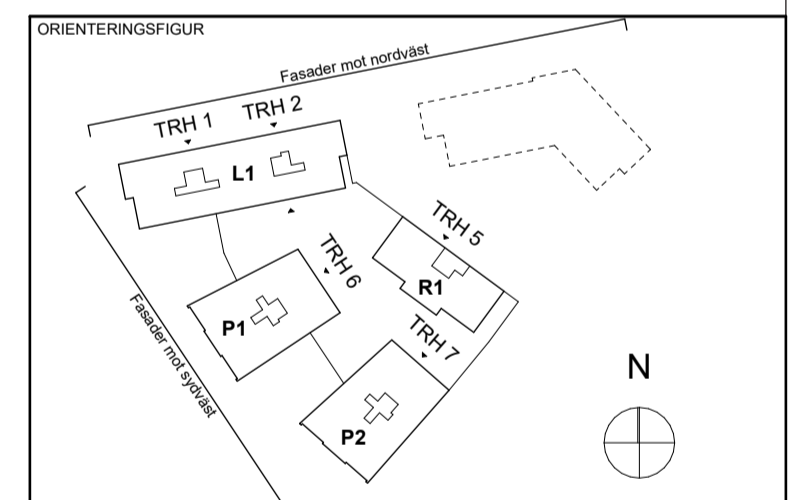 ORIENTERINGSFIGUR
Fasader mot nordväst
TRH 1
TRH 2
L1
TRH 5
TRH 6
R1
P1
TRH 7
Fasader mot sydväst
N
P2